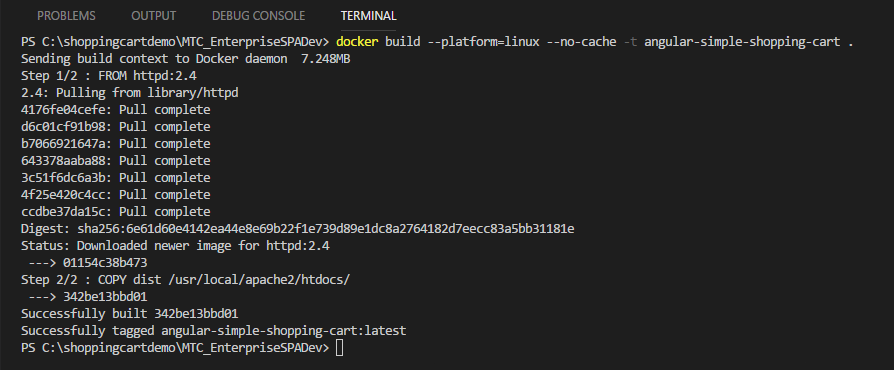 PROBLEMS OUTPUT DEBUG CONSOLE TERMINAL
PS C:\shoppingcartdemo\MTC_EnterpriseSPADev> docker build --platform=linux --no-cache -t angular-simple-shopping-cart .
Sending build context to Docker daemon  7.248MB
Step 1/2 : FROM httpd:2.4
2.4: Pulling from library/httpd
4176fe04cefe: Pull complete
d6c01cf91b98: Pull complete
b7066921647a: Pull complete
643378aaba88: Pull complete
3c51f6dc6a3b: Pull complete
4f25e420c4cc: Pull complete
ccdbe37da15c: Pull complete
Digest: sha256:6e61d60e4142ea44e8e69b22f1e739d89e1dc8a2764182d7eecc83a5bb31181e
Status: Downloaded newer image for httpd:2.4
 ---> 01154c38b473
Step 2/2 : COPY dist /usr/local/apache2/htdocs/
 ---> 342be13bbd01
Successfully built 342be13bbd01
Successfully tagged angular-simple-shopping-cart:latest
PS C:\shoppingcartdemo\MTC_EnterpriseSPADev>